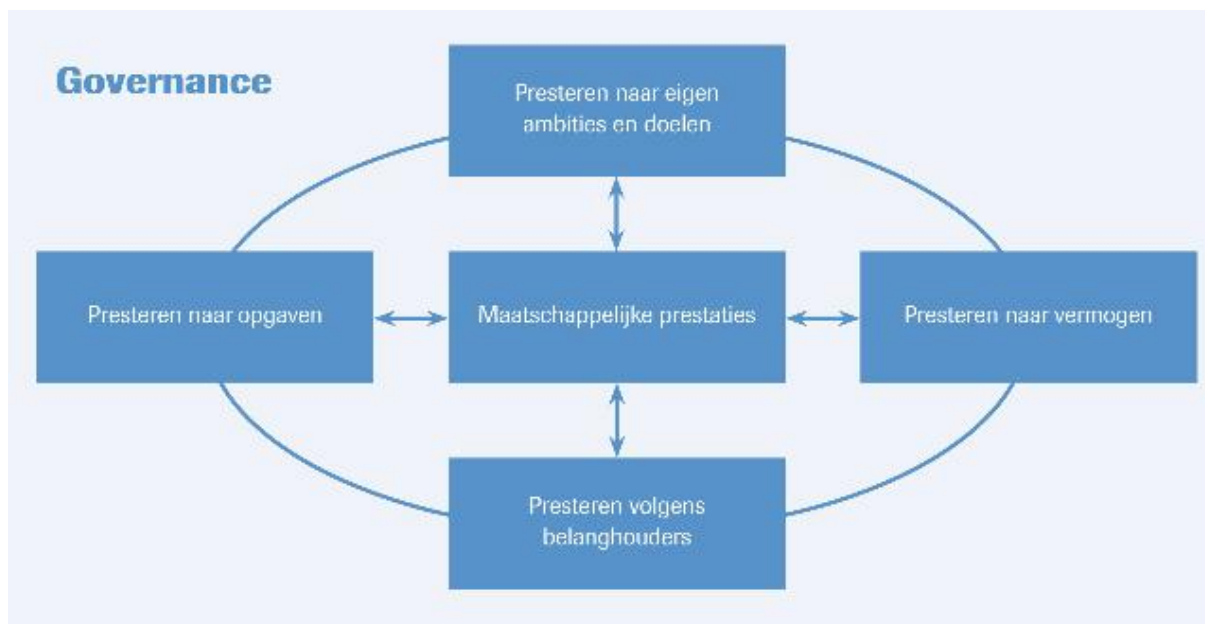 Governance
Presteren naar eigen
ambities en doelen
Presteren naar opgaven
Maatschappelijke prestaties
Presteren naar vermogen
Presteren volgens
belanghouders